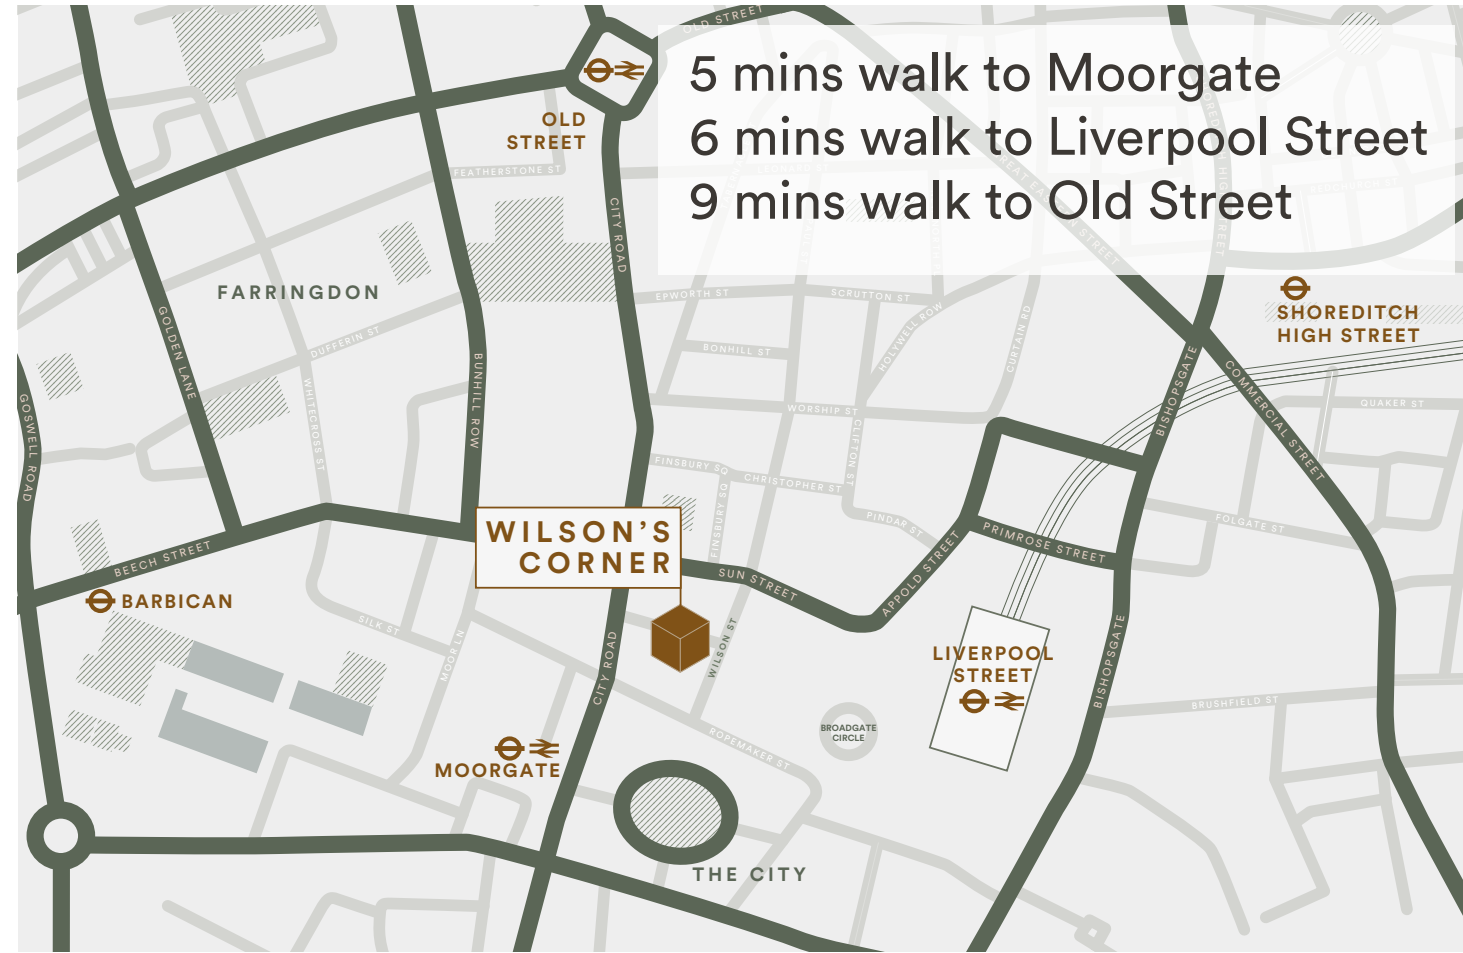 OLD STREET
5 mins walk to Moorgate
6 mins walk to Liverpool Street
9 mins walk to Old Street
OLD
STREET
FEATHERSTONE ST
CITY ROAD
GREAT EASTERN STREET
FARRINGDON
GOLDEN LANE
DUFFERIN ST
WHITECROSS ST
BUNHILL ROW
GOSWELL ROAD
EPWORTH ST
SCRUTTON ST
BONHILL ST
HOLYWELL ROW
CURTAIN RD
WORSHIP ST
CLIFTON ST
SHOREDITCH
HIGH STREET
BISHOPSGATE
COMMERCIAL STREET
QUAKER ST
FINSBURY SQ
CHRISTOPHER ST
FINSBURY SQ
PINDAR ST
FOLGATE ST
WILSON'S
CORNER
BEECH STREET
BARBICAN
SUN STREET
APPOLD STREET
PRIMROSE STREET
SILK ST
MOOR LN
CITY ROAD
WILSON ST
LIVERPOOL
STREET
BISHOPSGATE
BRUSHFIELD ST
BROADGATE
CIRCLE
ROPEMAKER ST
MOORGATE
THE CITY